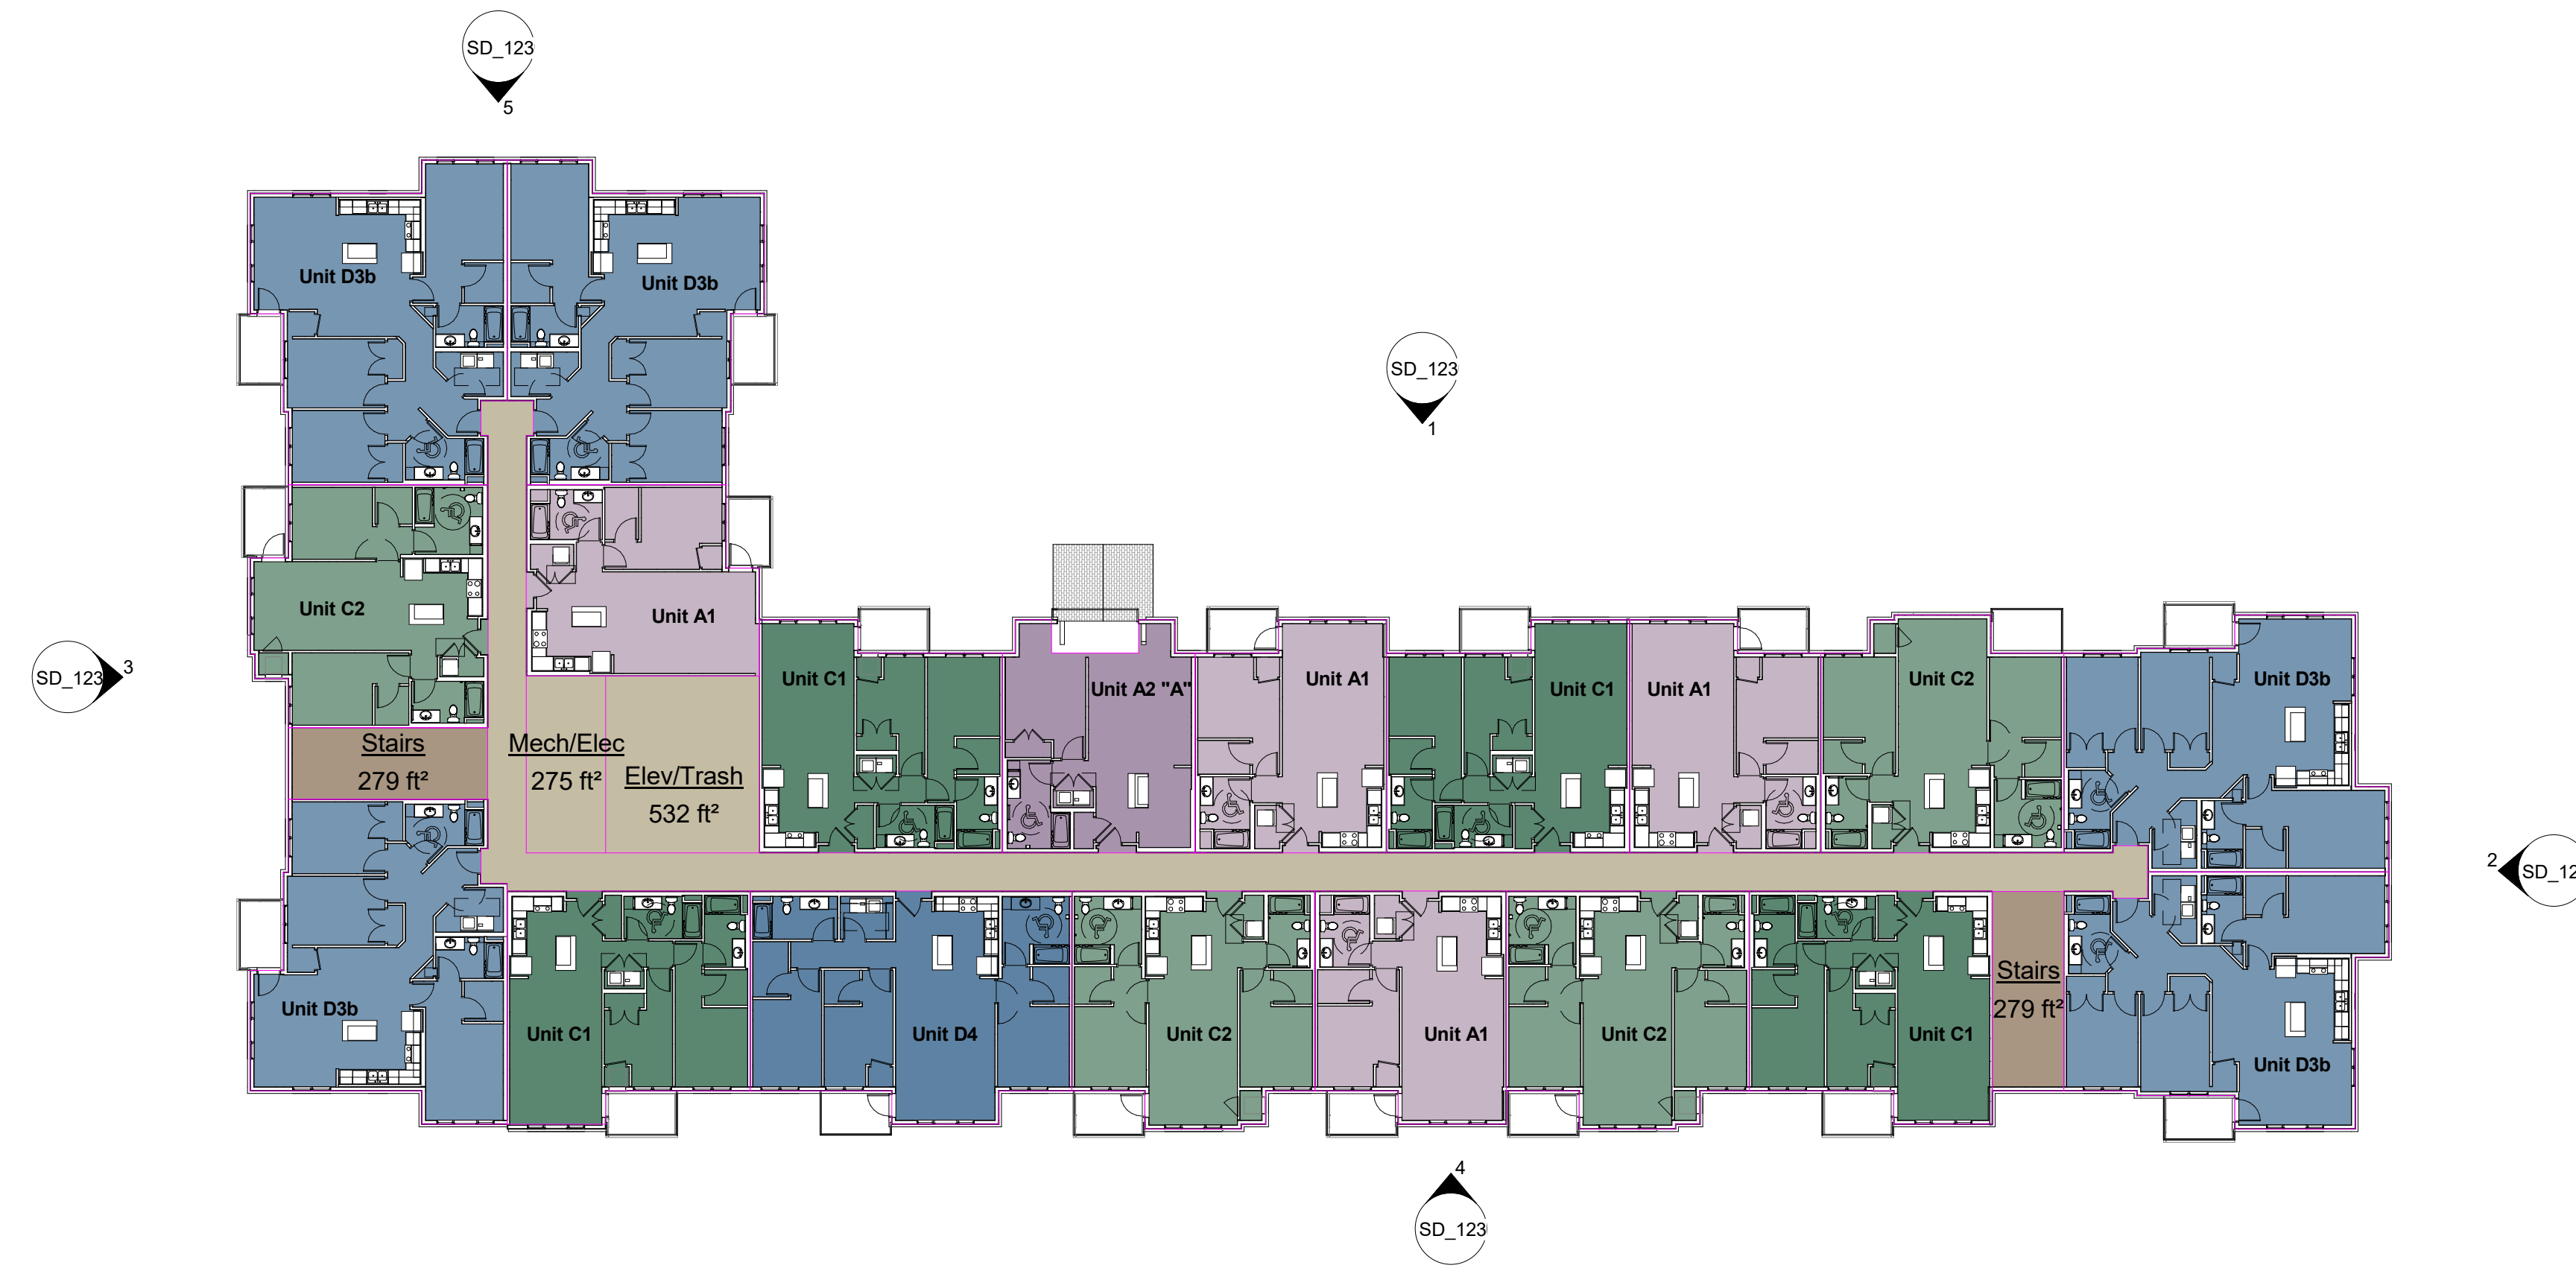 SD_123
5
Unit D3b
Unit D3b
SD_123
1
Unit C2
Unit A1
SD_123
3
Unit C1
Unit A2 "A"
Unit A1
Unit C1
Unit A1
Unit C2
Unit D3b
Stairs
279 ft²
Mech/Elec
275 ft²
Elev/Trash
532 ft²
2
SD_12
Unit D3b
Unit C1
Unit D4
Unit C2
Unit A1
Unit C2
Unit C1
Stairs
279 ft²
Unit D3b
4
SD_123